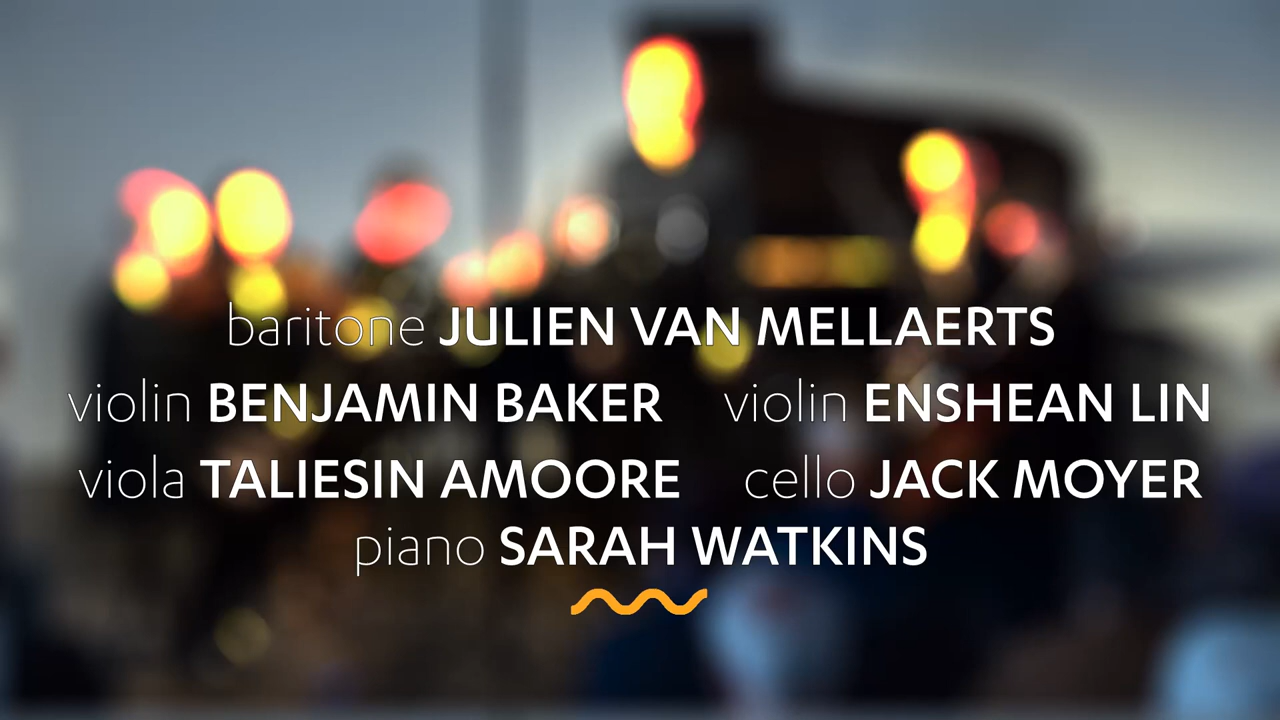 baritone JULIEN VAN MELLAERTS
violin BENJAMIN BAKER violin ENSHEAN LIN
viola TALIESIN AMOORE cello JACK MOYER
piano SARAH WATKINS